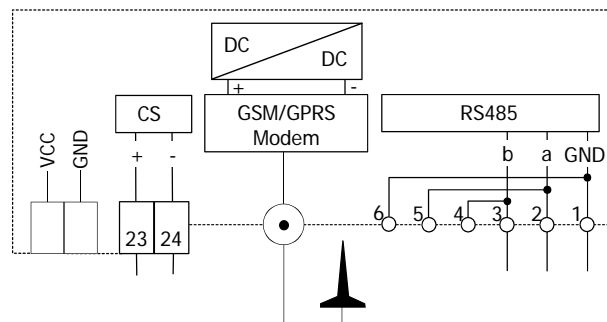 DC
DC
+ -
CS
GSM/GPRS
Modem
RS485
VCC
GND
+ -
b a GND
6 5 4 3 2 1
23 24